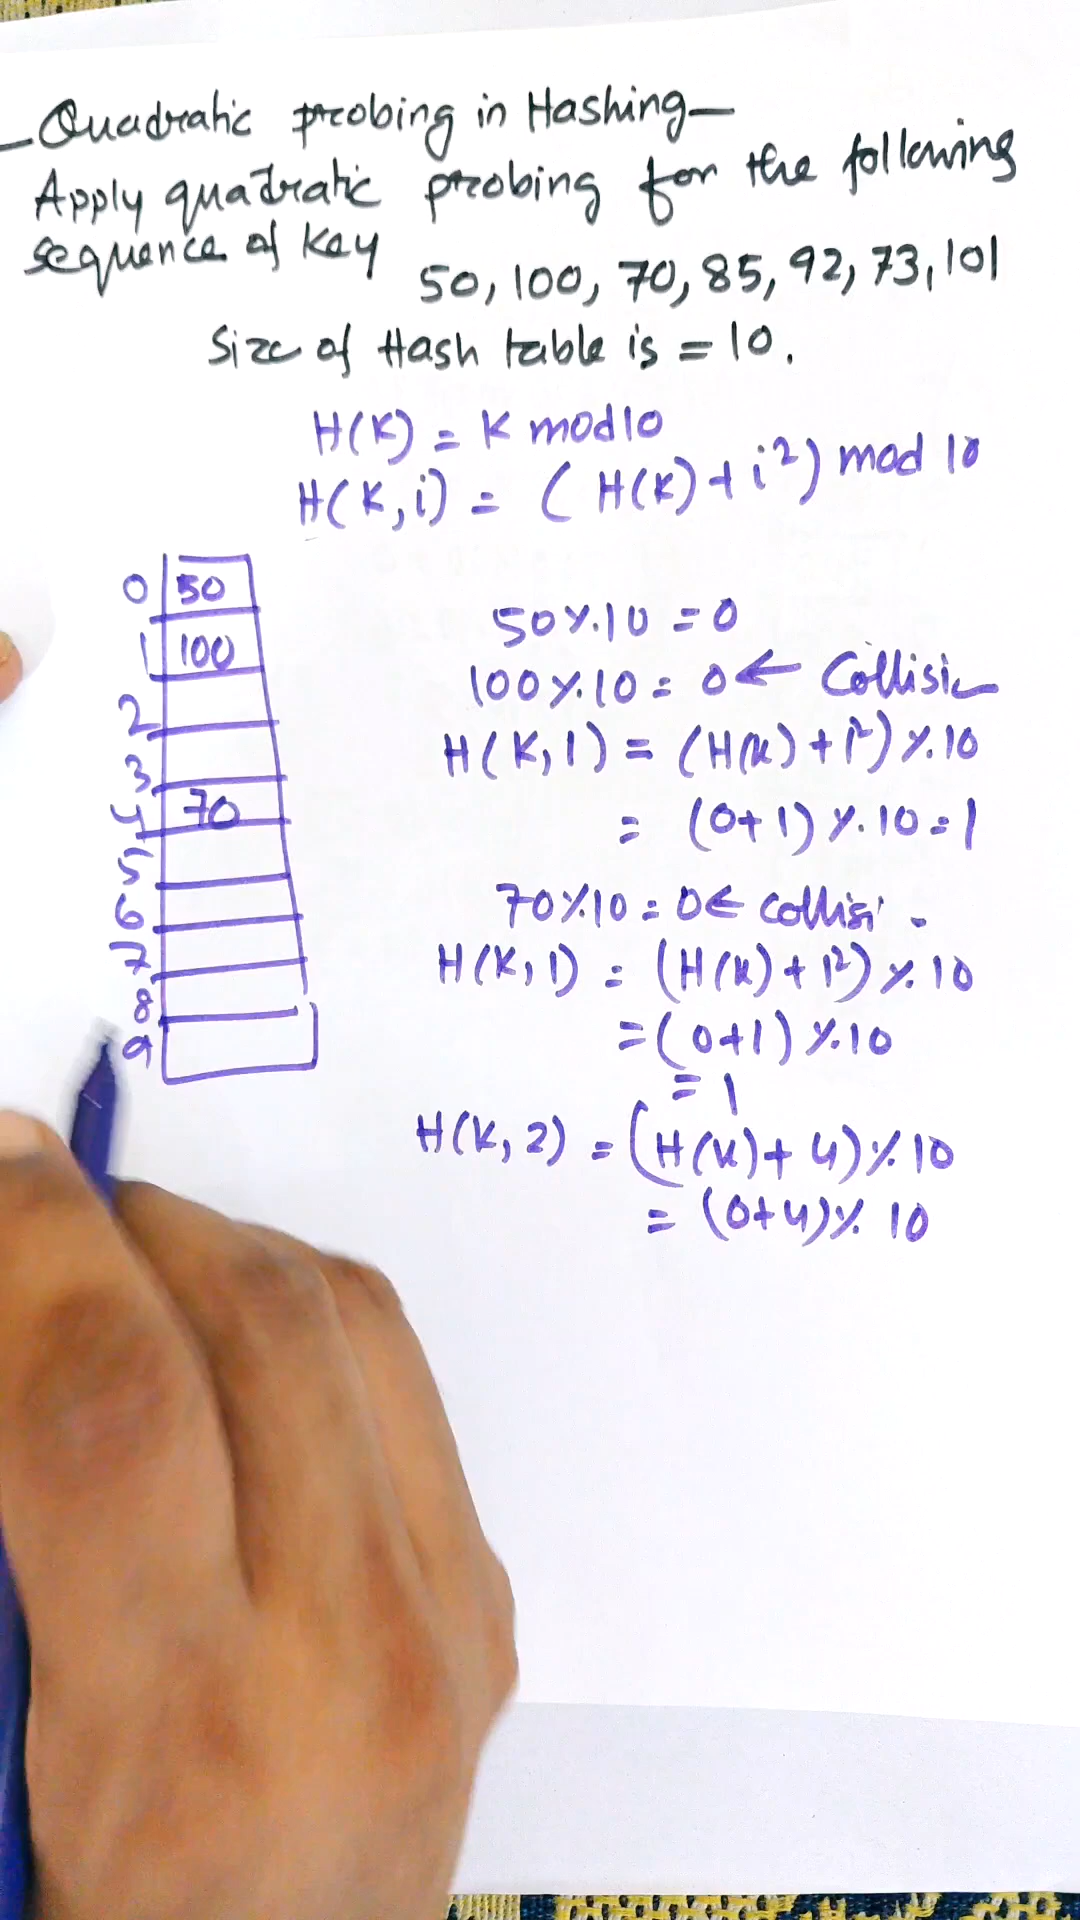 Quadratic probing in Hashing
Apply quadratic probing for the following
sequence of key
50, 100, 70, 85, 92, 73, 101
Size of Hash table is = 10.
H(K) = K mod 10
H(K, i) = (H(K) + i²) mod 10
0 50
1 100
2
3
4 70
5
6
7
8
9
50 % 10 = 0
100 % 10 = 0 ← Collision
H(K, 1) = (H(K) + 1²) % 10
= (0+1) % 10 = 1
70 % 10 = 0 ← Collisi .
H(K, 1) = (H(K) + 1²) % 10
= (0+1) % 10
= 1
H(K, 2) = (H(K) + 4) % 10
= (0+4) % 10